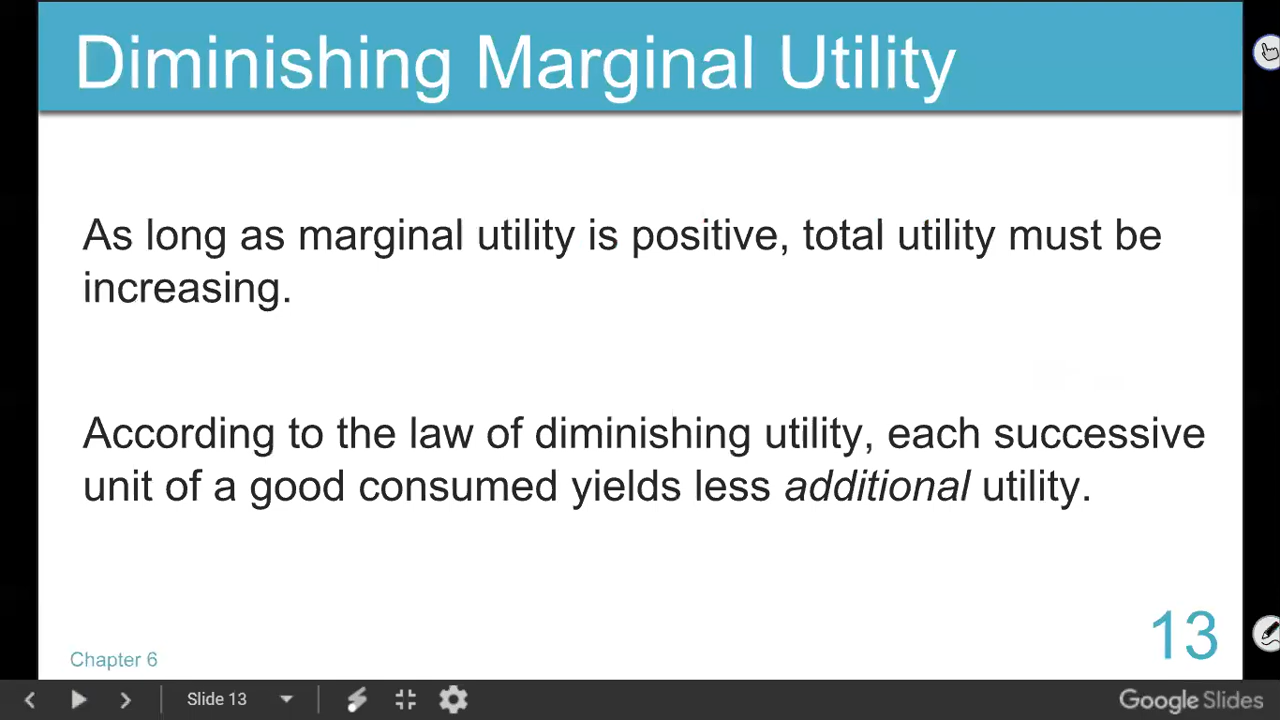 Diminishing Marginal Utility
As long as marginal utility is positive, total utility must be
increasing.
According to the law of diminishing utility, each successive
unit of a good consumed yields less additional utility.
13
Chapter 6
Slide 13
Google Slides